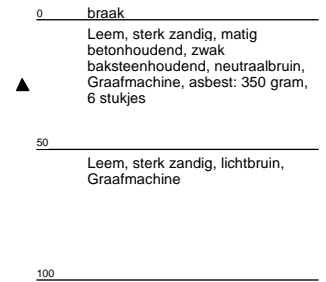 0 braak
Leem, sterk zandig, matig
betonhoudend, zwak
baksteenhoudend, neutraalbruin,
Graafmachine, asbest: 350 gram,
6 stukjes
50
Leem, sterk zandig, lichtbruin,
Graafmachine
100